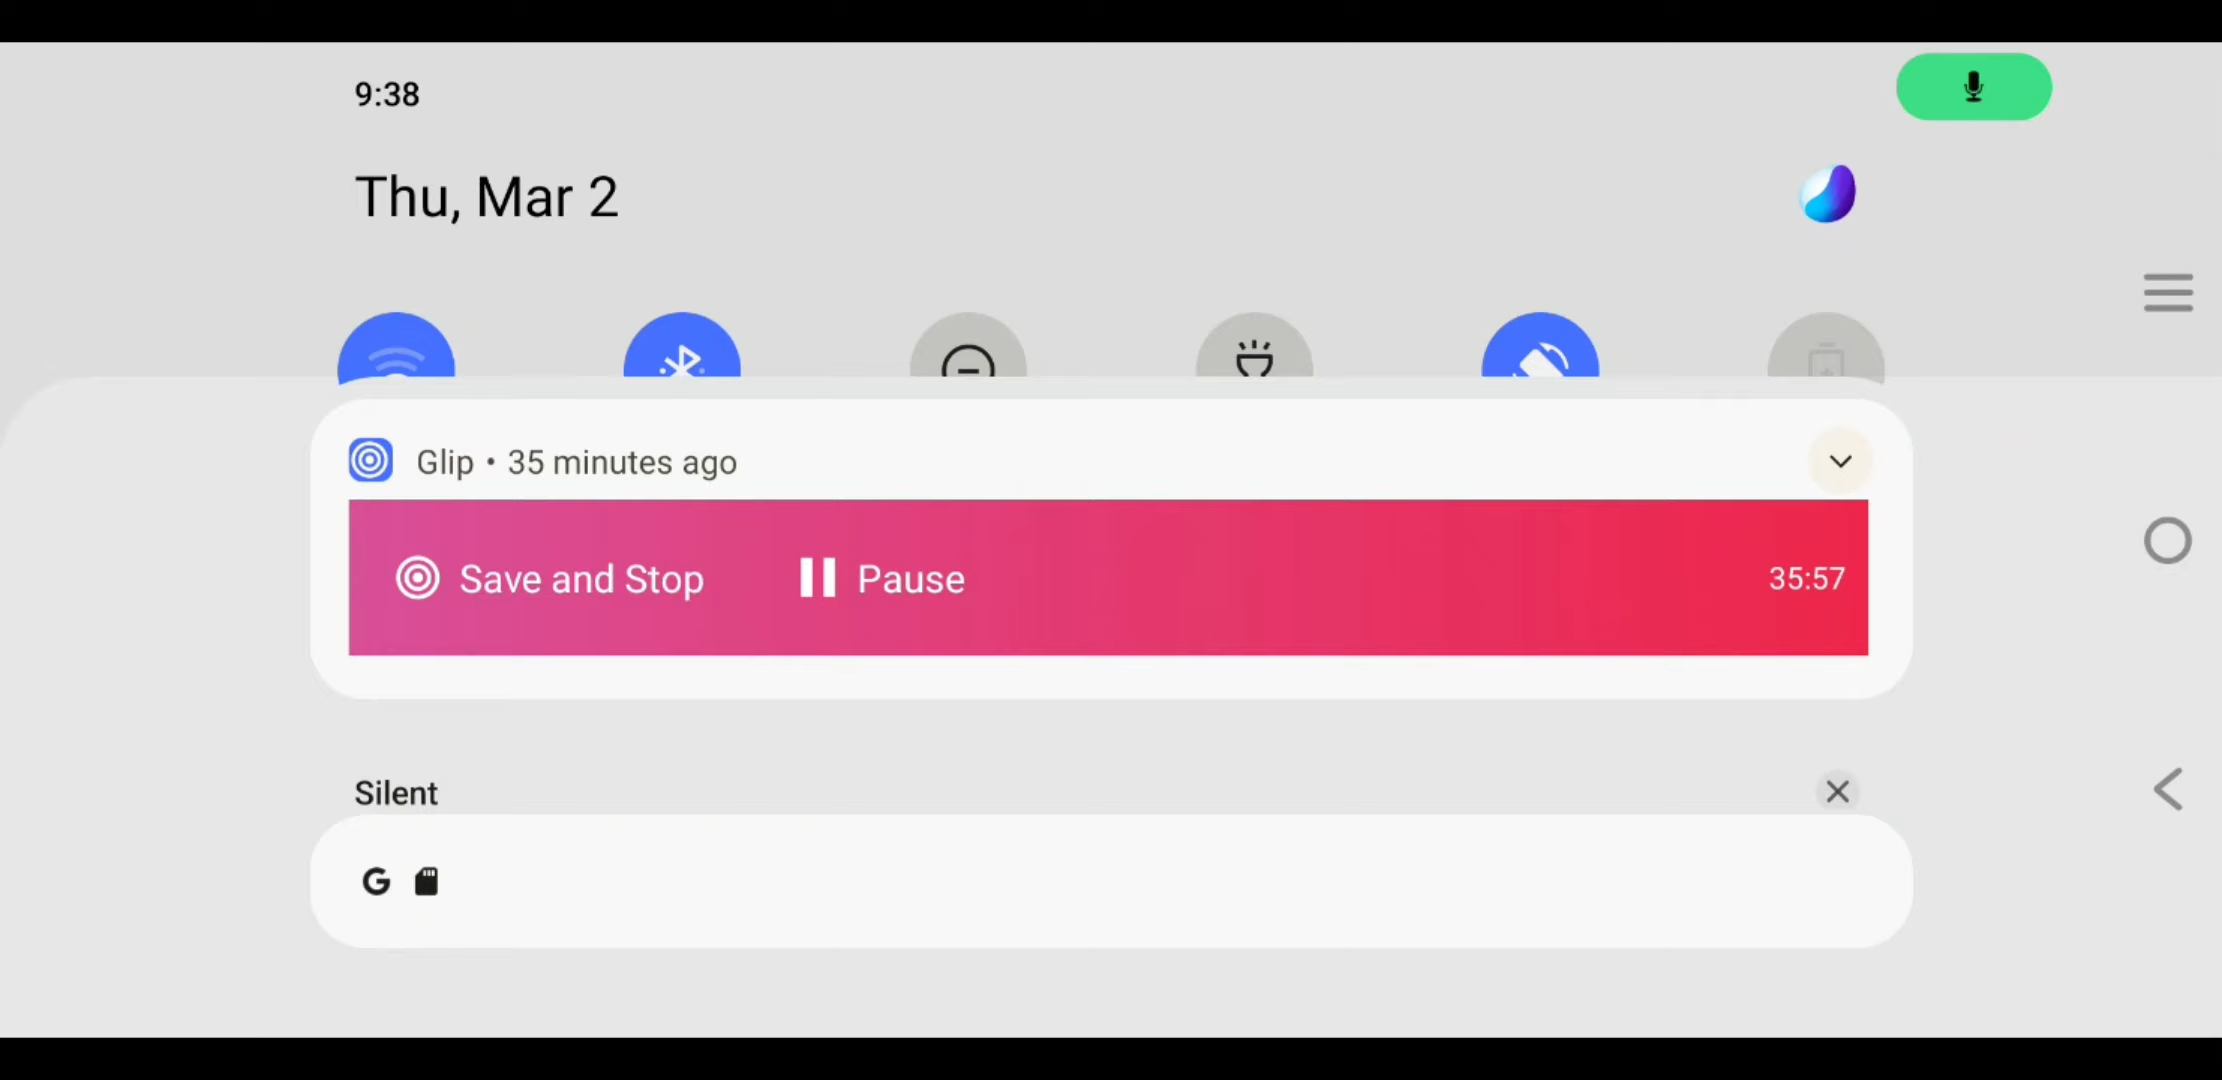 9:38
Thu, Mar 2
Glip • 35 minutes ago
Save and Stop Pause 35:57
Silent
G